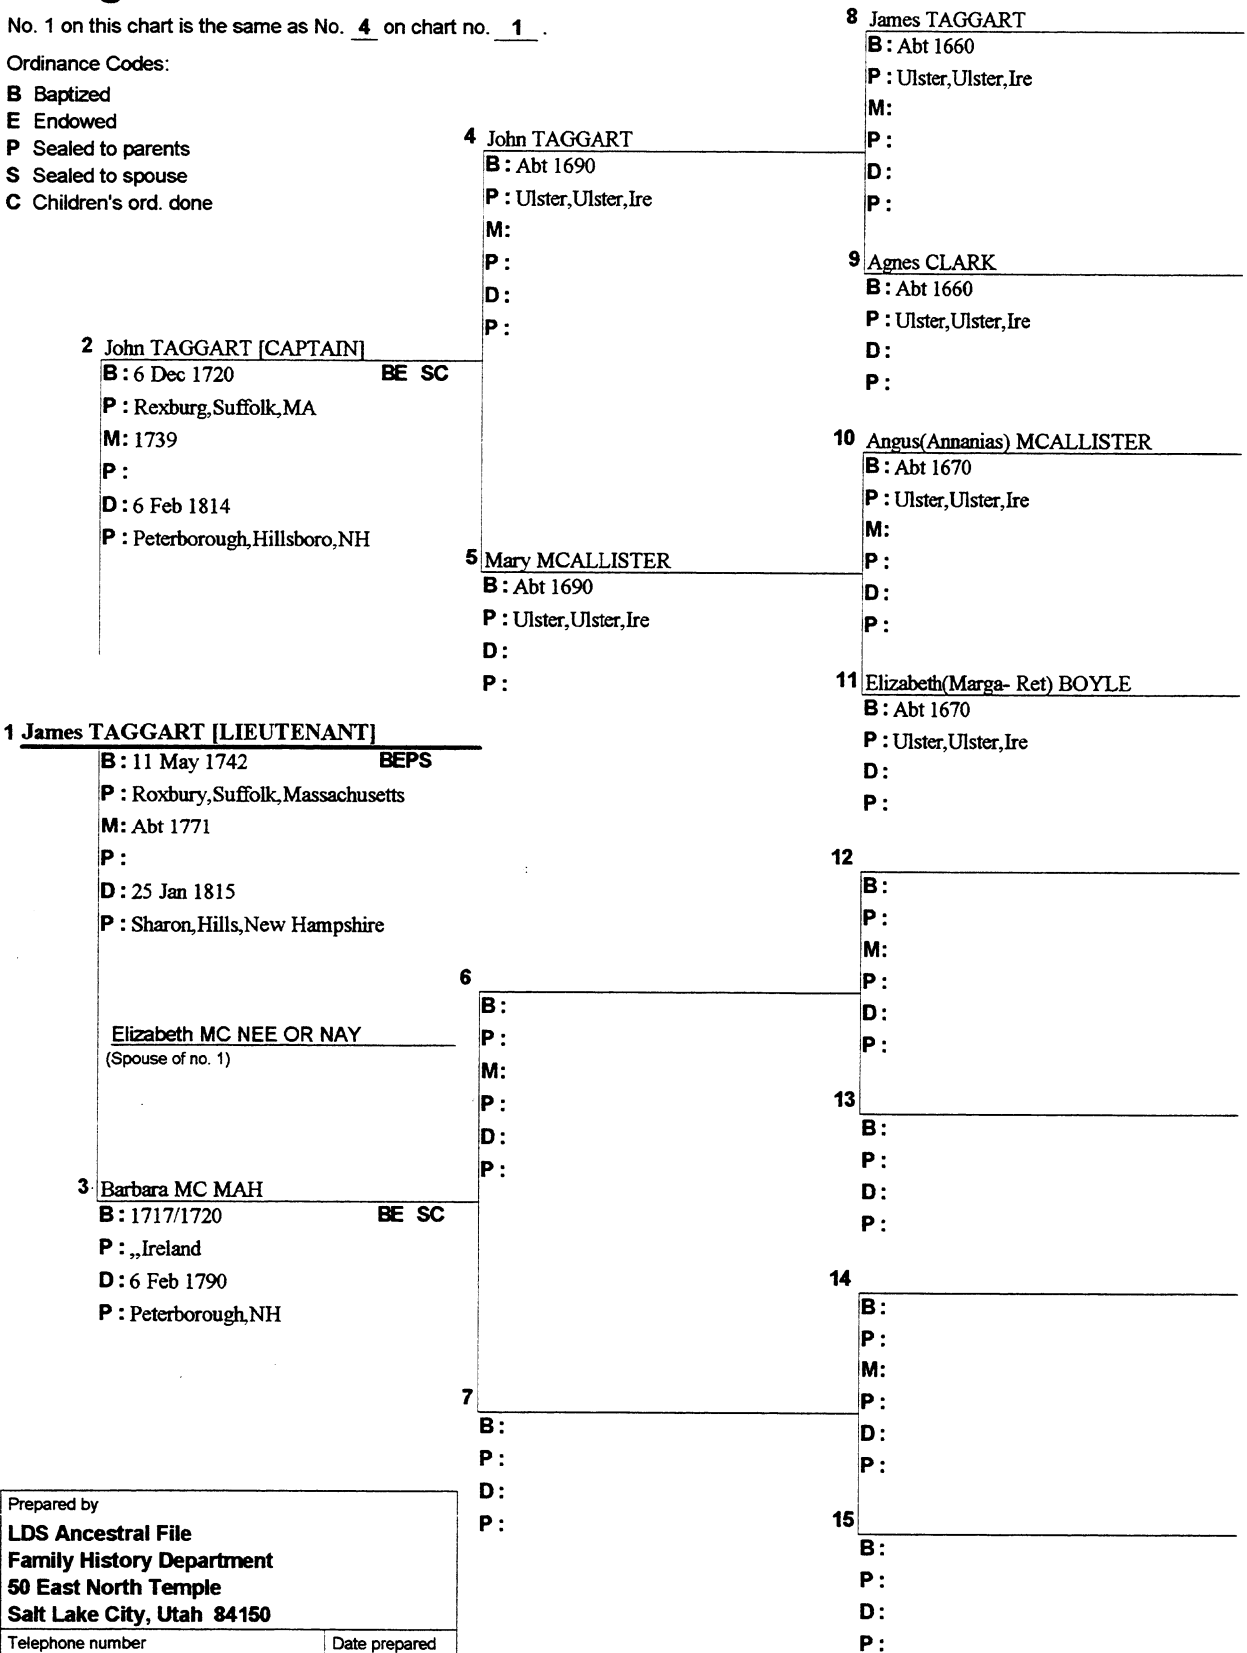 No. 1 on this chart is the same as No. 4 on chart no. 1 .
Ordinance Codes:
B Baptized
E Endowed
P Sealed to parents
S Sealed to spouse
C Children's ord. done
2 John TAGGART [CAPTAIN]
B: 6 Dec 1720 BE SC
P: Rexburg,Suffolk,MA
M: 1739
P:
D: 6 Feb 1814
P: Peterborough,Hillsboro,NH
1 James TAGGART [LIEUTENANT]
B: 11 May 1742 BEPS
P: Roxbury,Suffolk,Massachusetts
M: Abt 1771
P:
D: 25 Jan 1815
P: Sharon,Hills,New Hampshire
Elizabeth MC NEE OR NAY
(Spouse of no. 1)
3 Barbara MC MAH
B: 1717/1720 BE SC
P: ,,Ireland
D: 6 Feb 1790
P: Peterborough,NH
4 John TAGGART
B: Abt 1690
P: Ulster,Ulster,Ire
M:
P:
D:
P:
5 Mary MCALLISTER
B: Abt 1690
P: Ulster,Ulster,Ire
D:
P:
6
B:
P:
M:
P:
D:
P:
7
B:
P:
D:
P:
8 James TAGGART
B: Abt 1660
P: Ulster,Ulster,Ire
M:
P:
D:
P:
9 Agnes CLARK
B: Abt 1660
P: Ulster,Ulster,Ire
D:
P:
10 Angus(Annanias) MCALLISTER
B: Abt 1670
P: Ulster,Ulster,Ire
M:
P:
D:
P:
11 Elizabeth(Marga- Ret) BOYLE
B: Abt 1670
P: Ulster,Ulster,Ire
D:
P:
12
B:
P:
M:
P:
D:
P:
13
B:
P:
D:
P:
14
B:
P:
M:
P:
D:
P:
15
B:
P:
D:
P:
Prepared by
LDS Ancestral File
Family History Department
50 East North Temple
Salt Lake City, Utah 84150
Telephone number Date prepared